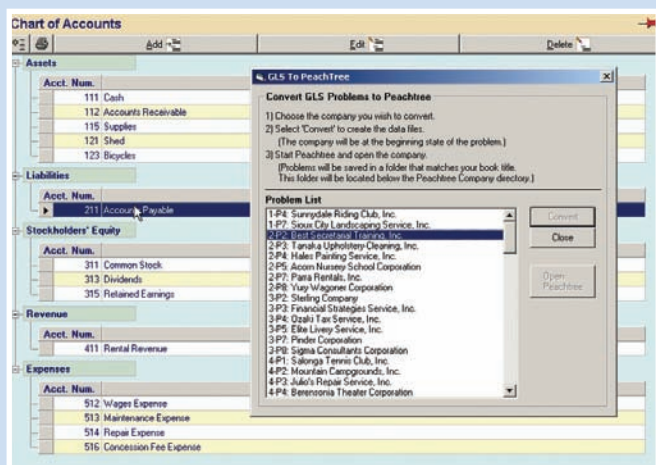 Chart of Accounts
Add
Edit
Delete
Assets
Acct. Num.
111 Cash
112 Accounts Receivable
115 Supplies
121 Shed
123 Bicycles
Liabilities
Acct. Num.
211 Accounts Payable
Stockholders' Equity
Acct. Num.
311 Common Stock
313 Dividends
315 Retained Earnings
Revenue
Acct. Num.
411 Rental Revenue
Expenses
Acct. Num.
512 Wages Expense
513 Maintenance Expense
514 Repair Expense
516 Concession Fee Expense
GLS To PeachTree
Convert GLS Problems to Peachtree
1) Choose the company you wish to convert.
2) Select 'Convert' to create the data files.
(The company will be at the beginning state of the problem.)
3) Start Peachtree and open the company.
(Problems will be saved in a folder that matches your book title.
This folder will be located below the Peachtree Company directory.)
Problem List
1-P4: Sunnydale Riding Club, Inc.
1-P7: Sioux City Landscaping Service, Inc.
2-P2: Best Secretarial Training, Inc.
2-P3: Tanaka Upholstery-Cleaning, Inc.
2-P4: Hales Painting Service, Inc.
2-P5: Acorn Nursery School Corporation
2-P7: Parra Rentals, Inc.
2-P8: Yury Wagoner Corporation
3-P2: Sterling Company
3-P3: Financial Strategies Service, Inc.
3-P4: Ozaki Tax Service, Inc.
3-P5: Elite Livery Service, Inc.
3-P7: Pinder Corporation
3-P8: Sigma Consultants Corporation
4-P1: Salonga Tennis Club, Inc.
4-P2: Mountain Campgrounds, Inc.
4-P3: Julio's Repair Service, Inc.
4-P4: Berensonia Theater Corporation
Convert
Close
Open
Peachtree